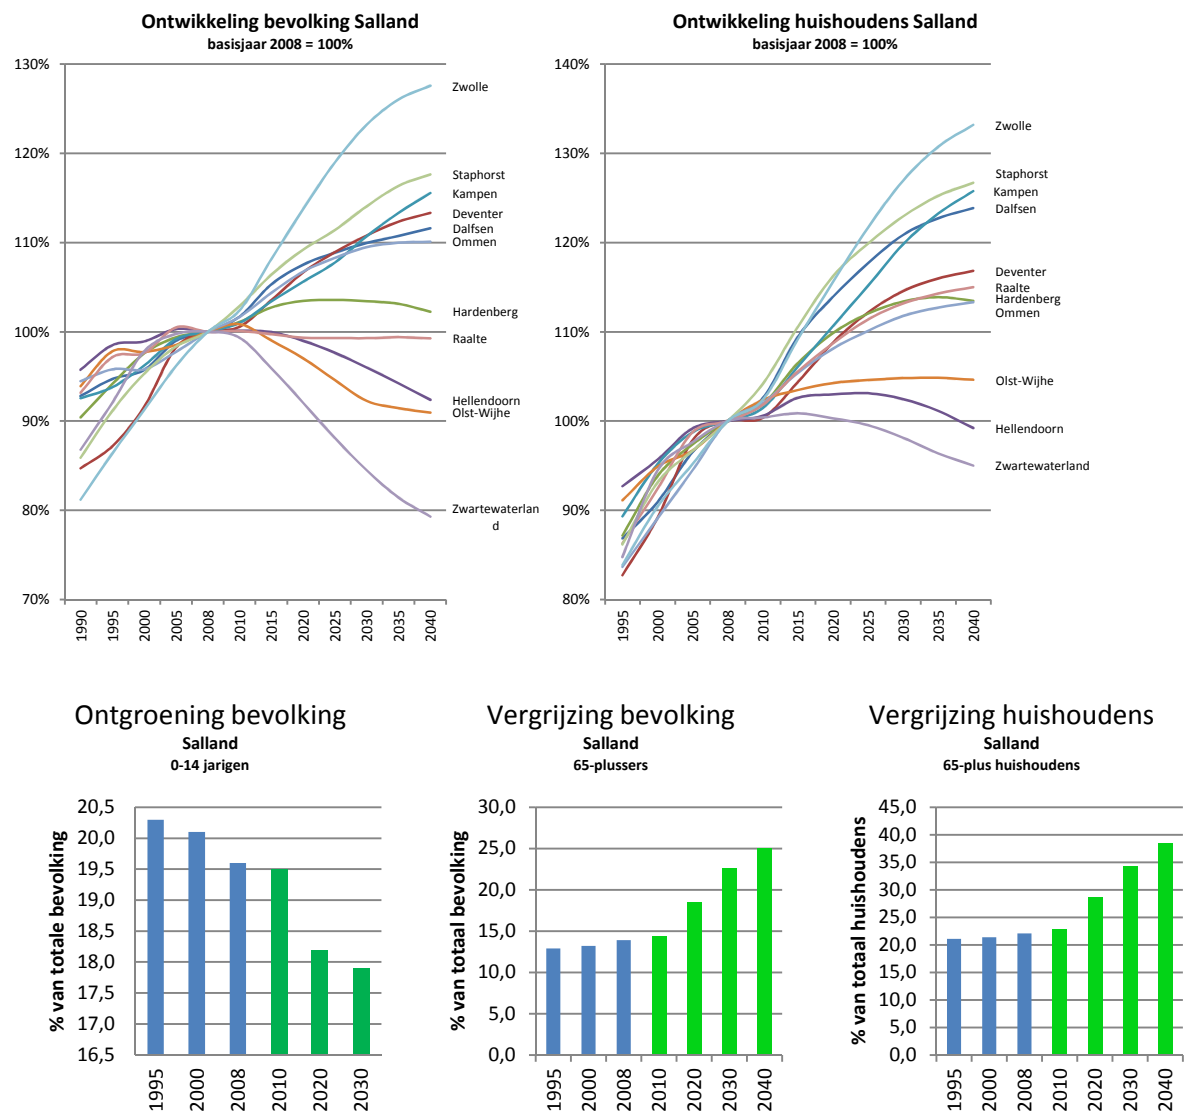 Ontwikkeling bevolking Salland
basisjaar 2008 = 100%
130%
120%
110%
100%
90%
80%
70%
1990
1995
2000
2005
2008
2010
2015
2020
2025
2030
2035
2040
Zwolle
Staphorst
Kampen
Deventer
Dalfsen
Ommen
Hardenberg
Raalte
Hellendoorn
Olst-Wijhe
Zwartewaterlan
d
Ontwikkeling huishoudens Salland
basisjaar 2008 = 100%
140%
130%
120%
110%
100%
90%
80%
1995
2000
2005
2008
2010
2015
2020
2025
2030
2035
2040
Zwolle
Staphorst
Kampen
Dalfsen
Deventer
Raalte
Hardenberg
Ommen
Olst-Wijhe
Hellendoorn
Zwartewaterland
Ontgroening bevolking
Salland
0-14 jarigen
% van totale bevolking
20,5
20,0
19,5
19,0
18,5
18,0
17,5
17,0
16,5
1995
2000
2008
2010
2020
2030
Vergrijzing bevolking
Salland
65-plussers
% van totaal bevolking
30,0
25,0
20,0
15,0
10,0
5,0
0,0
1995
2000
2008
2010
2020
2030
2040
Vergrijzing huishoudens
Salland
65-plus huishoudens
% van totaal huishoudens
45,0
40,0
35,0
30,0
25,0
20,0
15,0
10,0
5,0
0,0
1995
2000
2008
2010
2020
2030
2040